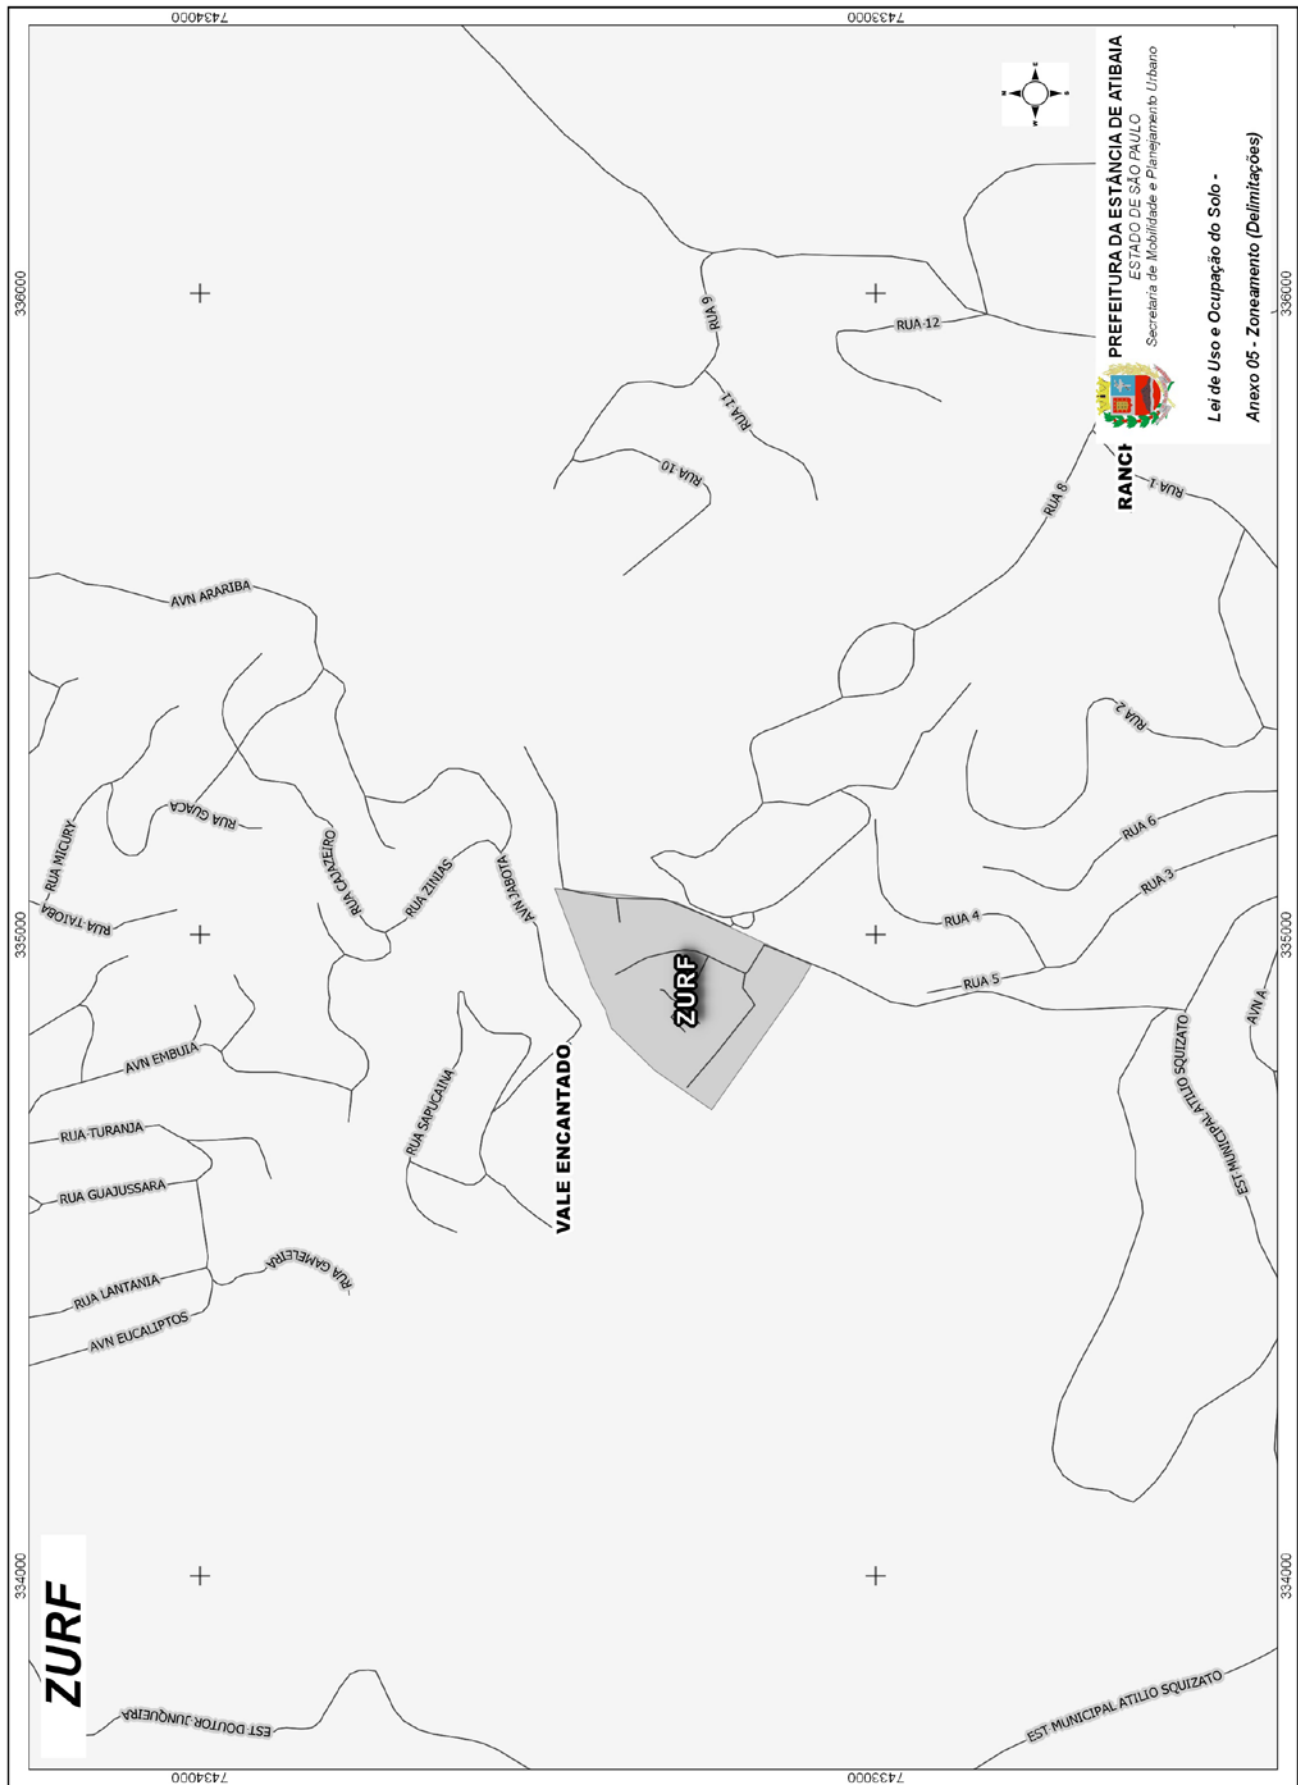 ZURF
334000
335000
336000
7434000
7434000
7433000
7433000
334000
335000
336000
PREFEITURA DA ESTÂNCIA DE ATIBAIA
ESTADO DE SÃO PAULO
Secretaria de Mobilidade e Planejamento Urbano
Lei de Uso e Ocupação do Solo -
Anexo 05 - Zoneamento (Delimitações)
N
E
S
W
EST DOUTOR JUNQUEIRA
AVN EUCALIPTOS
RUA LANTANIA
RUA GAMELEIRA
RUA GUAJUSSARA
RUA TURANJA
AVN EMBUIA
RUA TAIOBA
RUA MICURY
RUA GUACA
AVN ARARIBA
RUA CAJAZEIRO
RUA ZINIAS
AVN JABOTA
RUA SAPUCAINA
VALE ENCANTADO
ZURF
RUA 9
RUA 10
RUA 11
RUA 12
RUA 8
RANCH
RUA 1
RUA 2
RUA 6
RUA 3
RUA 4
RUA 5
AVN A
EST MUNICIPAL ATILIO SQUIZATO
EST MUNICIPAL ATILIO SQUIZATO